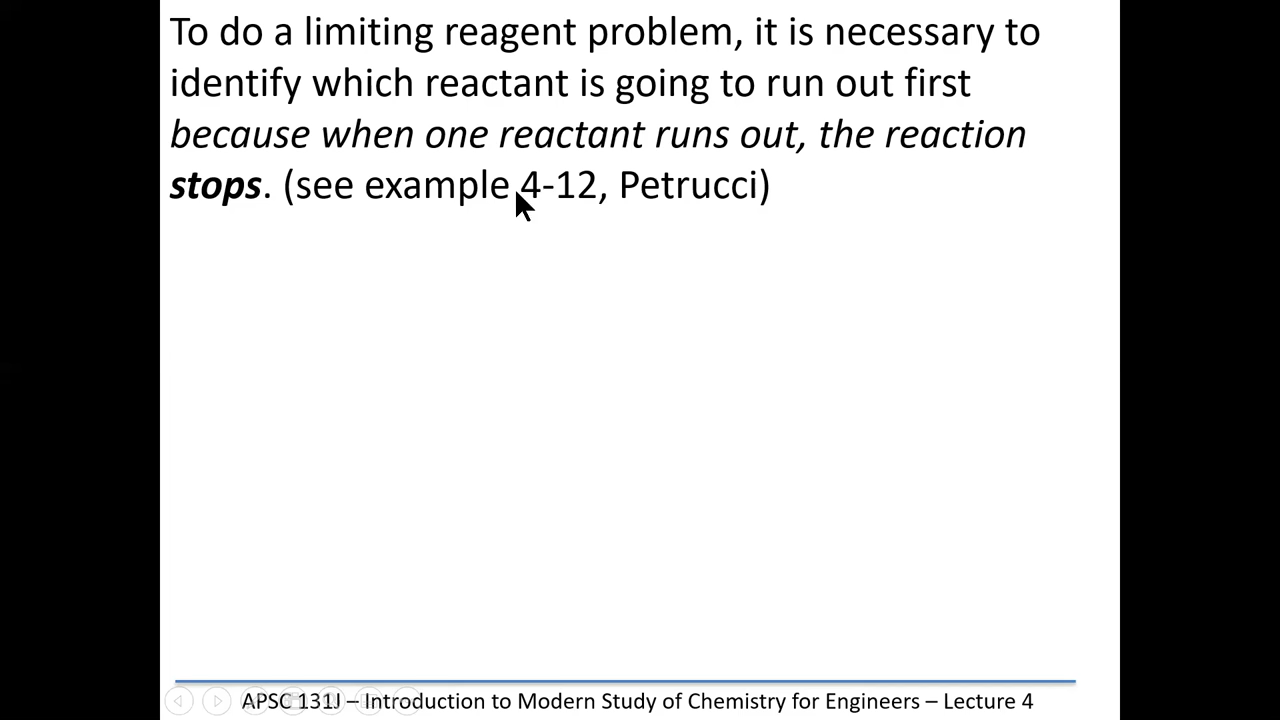 To do a limiting reagent problem, it is necessary to
identify which reactant is going to run out first
because when one reactant runs out, the reaction
stops. (see example 4-12, Petrucci)
APSC 131J – Introduction to Modern Study of Chemistry for Engineers – Lecture 4